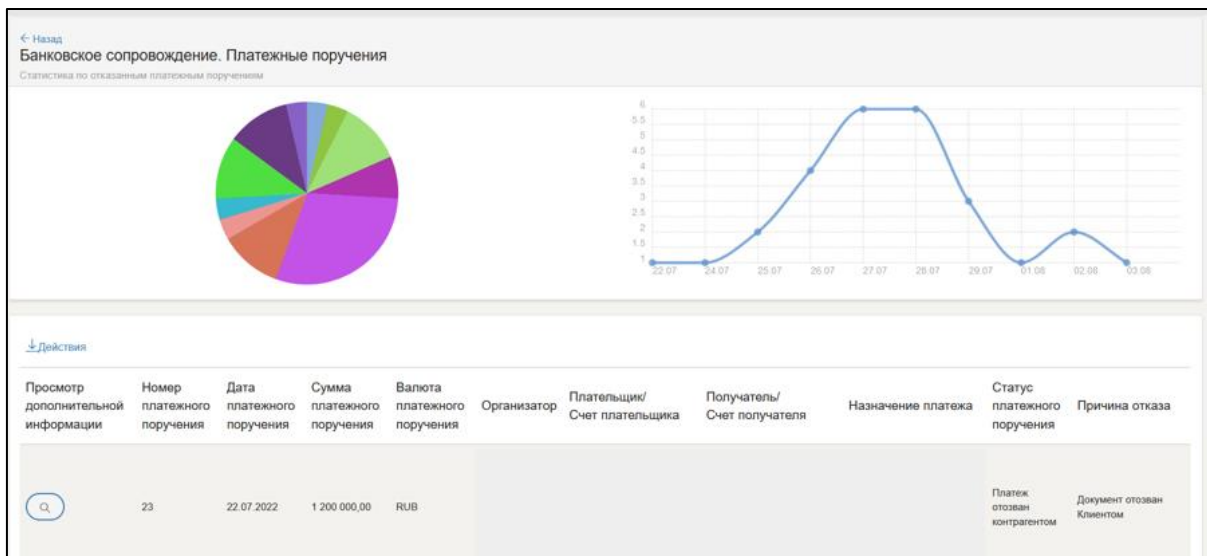 ← Назад
Банковское сопровождение. Платежные поручения
Статистика по отказанным платежным поручениям
6
5.5
5
4.5
4
3.5
3
2.5
2
1.5
1
22.07 24.07 25.07 26.07 27.07 28.07 29.07 01.08 02.08 03.08
Действия
Просмотр дополнительной информации
Номер платежного поручения
Дата платежного поручения
Сумма платежного поручения
Валюта платежного поручения
Организатор
Плательщик/
Счет плательщика
Получатель/
Счет получателя
Назначение платежа
Статус платежного поручения
Причина отказа
23
22.07.2022
1 200 000,00
RUB
Платеж отозван контрагентом
Документ отозван Клиентом